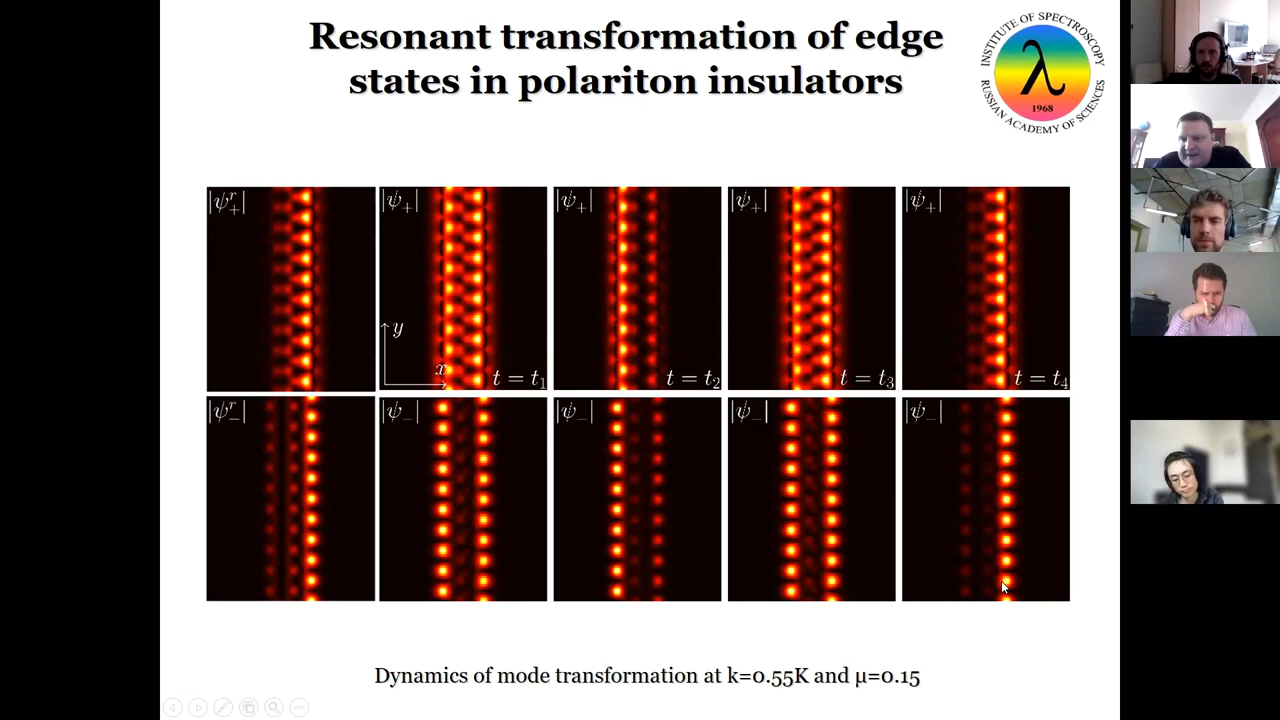 Resonant transformation of edge
states in polariton insulators
INSTITUTE OF SPECTROSCOPY
λ
1968
RUSSIAN ACADEMY OF SCIENCES
|ψ₊ʳ|
|ψ₊|
|ψ₊|
|ψ₊|
|ψ₊|
y
x
t = t₁
t = t₂
t = t₃
t = t₄
|ψ₋ʳ|
|ψ₋|
|ψ₋|
|ψ₋|
|ψ₋|
Dynamics of mode transformation at k=0.55K and μ=0.15